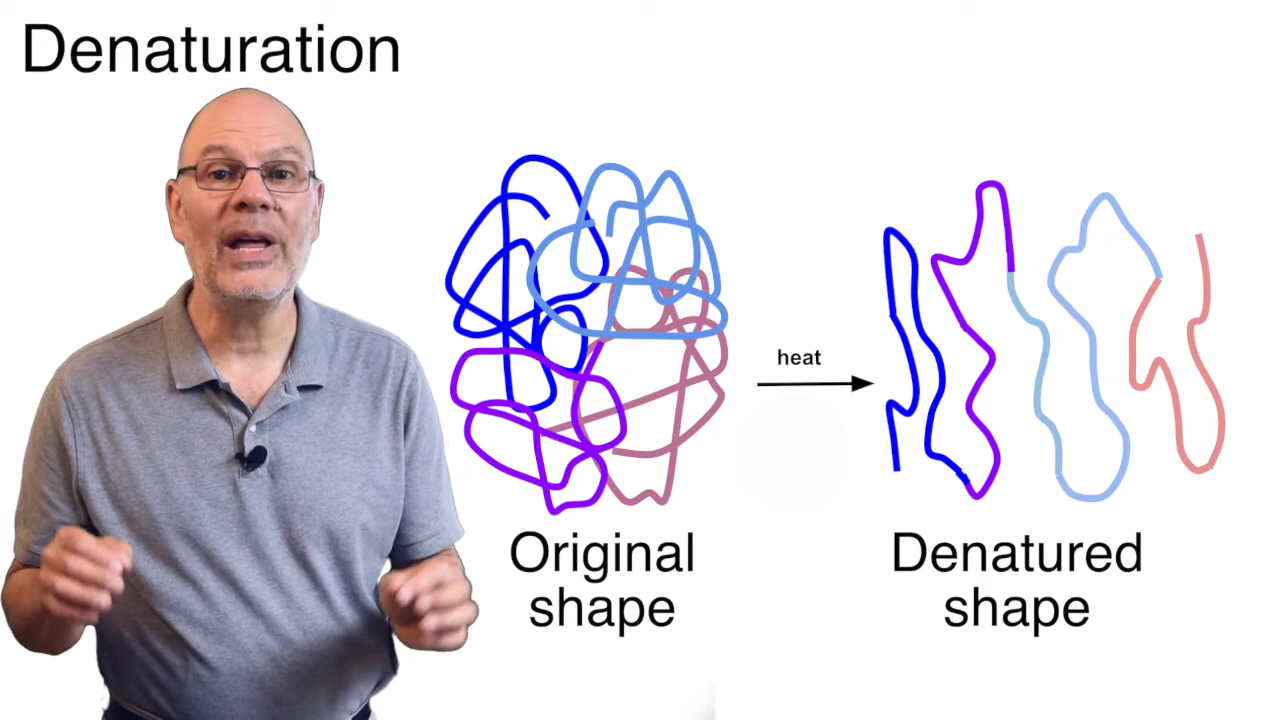 Denaturation
heat
Original
shape
Denatured
shape